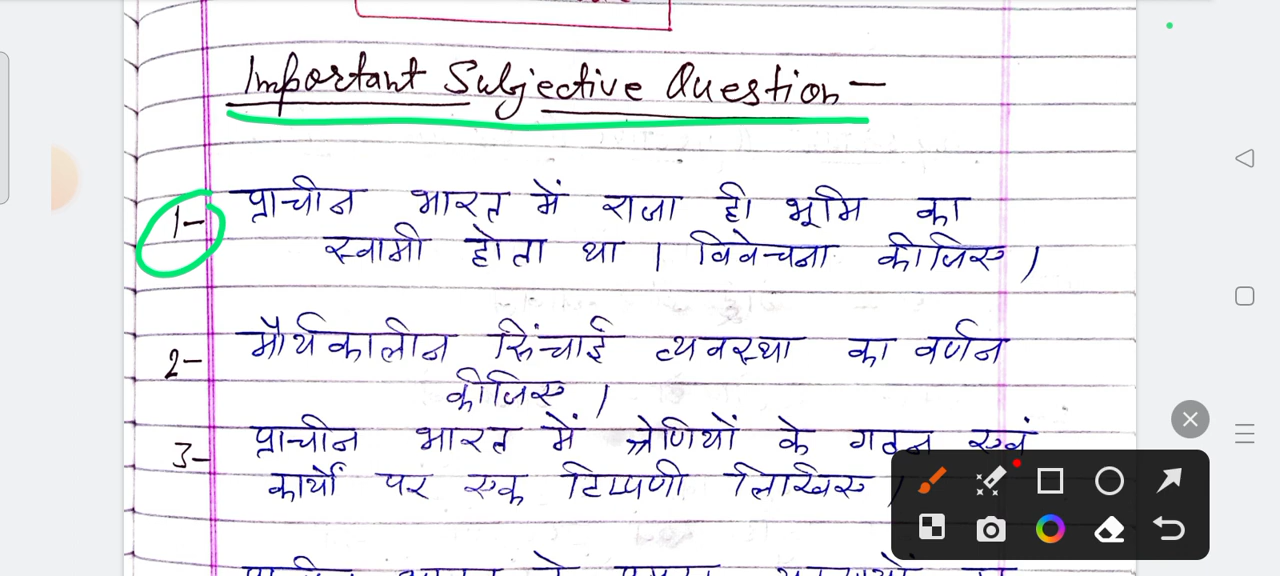 Important Subjective Question —
1- प्राचीन भारत में राजा ही भूमि का
स्वामी होता था । विवेचना कीजिए ।
2- मौर्यकालीन सिंचाई व्यवस्था का वर्णन
कीजिए ।
3- प्राचीन भारत में श्रेणियों के गठन एवं
कार्यों पर एक टिप्पणी लिखिए ।